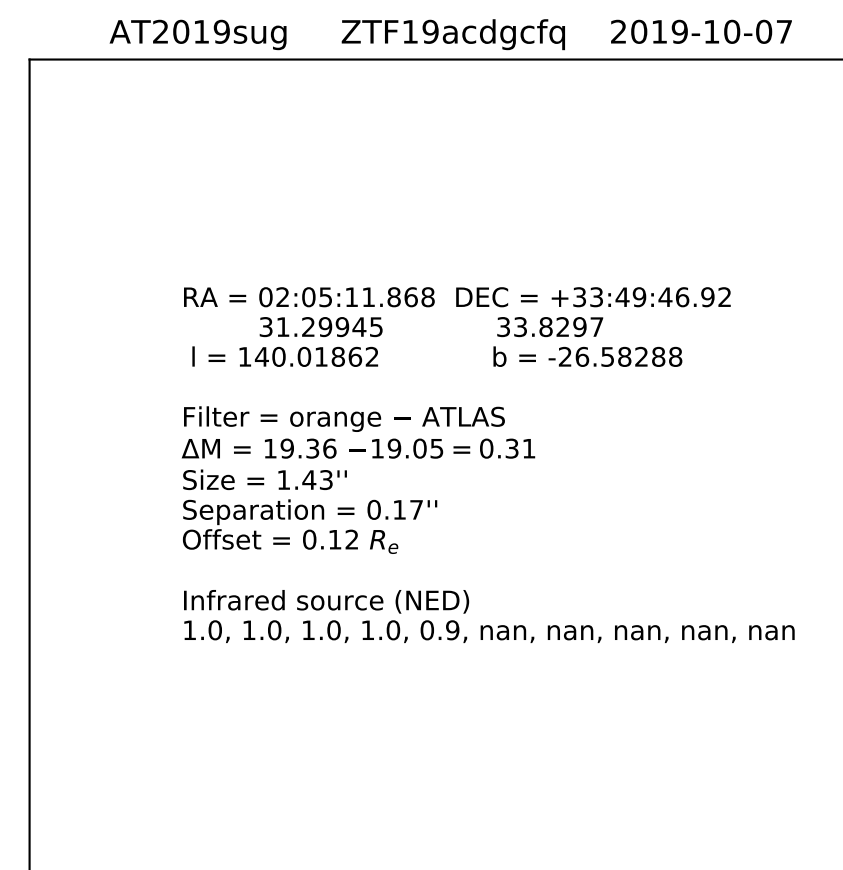 AT2019sug ZTF19acdgcfq 2019-10-07
RA = 02:05:11.868 DEC = +33:49:46.92
31.29945 33.8297
l = 140.01862 b = -26.58288
Filter = orange − ATLAS
ΔM = 19.36 −19.05 = 0.31
Size = 1.43''
Separation = 0.17''
Offset = 0.12 Rₑ
Infrared source (NED)
1.0, 1.0, 1.0, 1.0, 0.9, nan, nan, nan, nan, nan